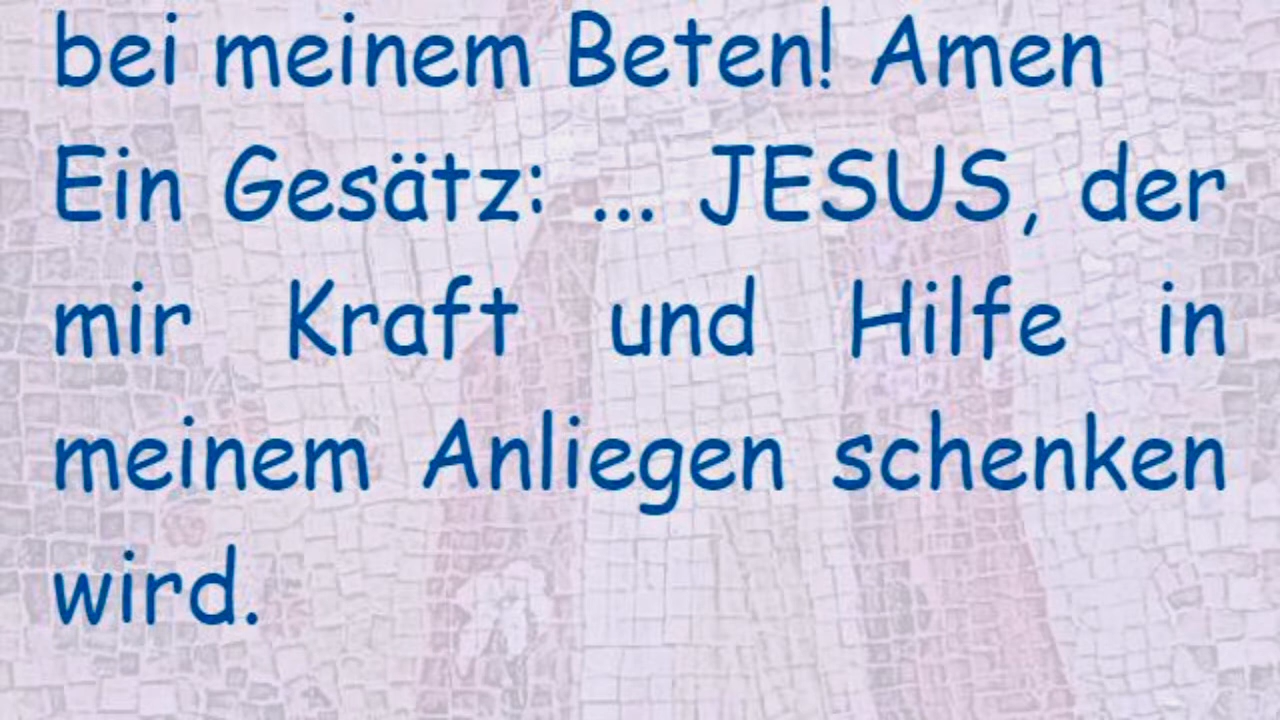 bei meinem Beten! Amen
Ein Gesätz: ... JESUS, der
mir Kraft und Hilfe in
meinem Anliegen schenken
wird.